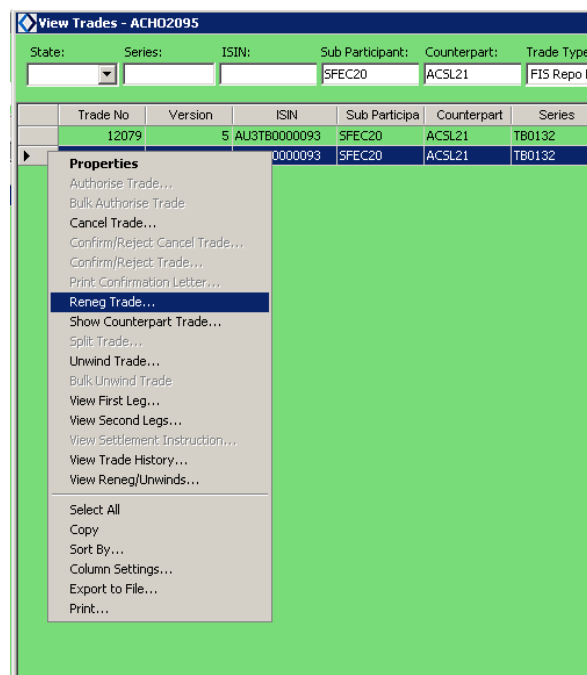 View Trades - ACHO2095
State: Series: ISIN: Sub Participant: Counterpart: Trade Type
SFEC20 ACSL21 FIS Repo
Trade No Version ISIN Sub Participa Counterpart Series
12079 5 AU3TB0000093 SFEC20 ACSL21 TB0132
0000093 SFEC20 ACSL21 TB0132
Properties
Authorise Trade...
Bulk Authorise Trade
Cancel Trade...
Confirm/Reject Cancel Trade...
Confirm/Reject Trade...
Print Confirmation Letter...
Reneg Trade...
Show Counterpart Trade...
Split Trade...
Unwind Trade...
Bulk Unwind Trade
View First Leg...
View Second Legs...
View Settlement Instruction...
View Trade History...
View Reneg/Unwinds...
Select All
Copy
Sort By...
Column Settings...
Export to File...
Print...